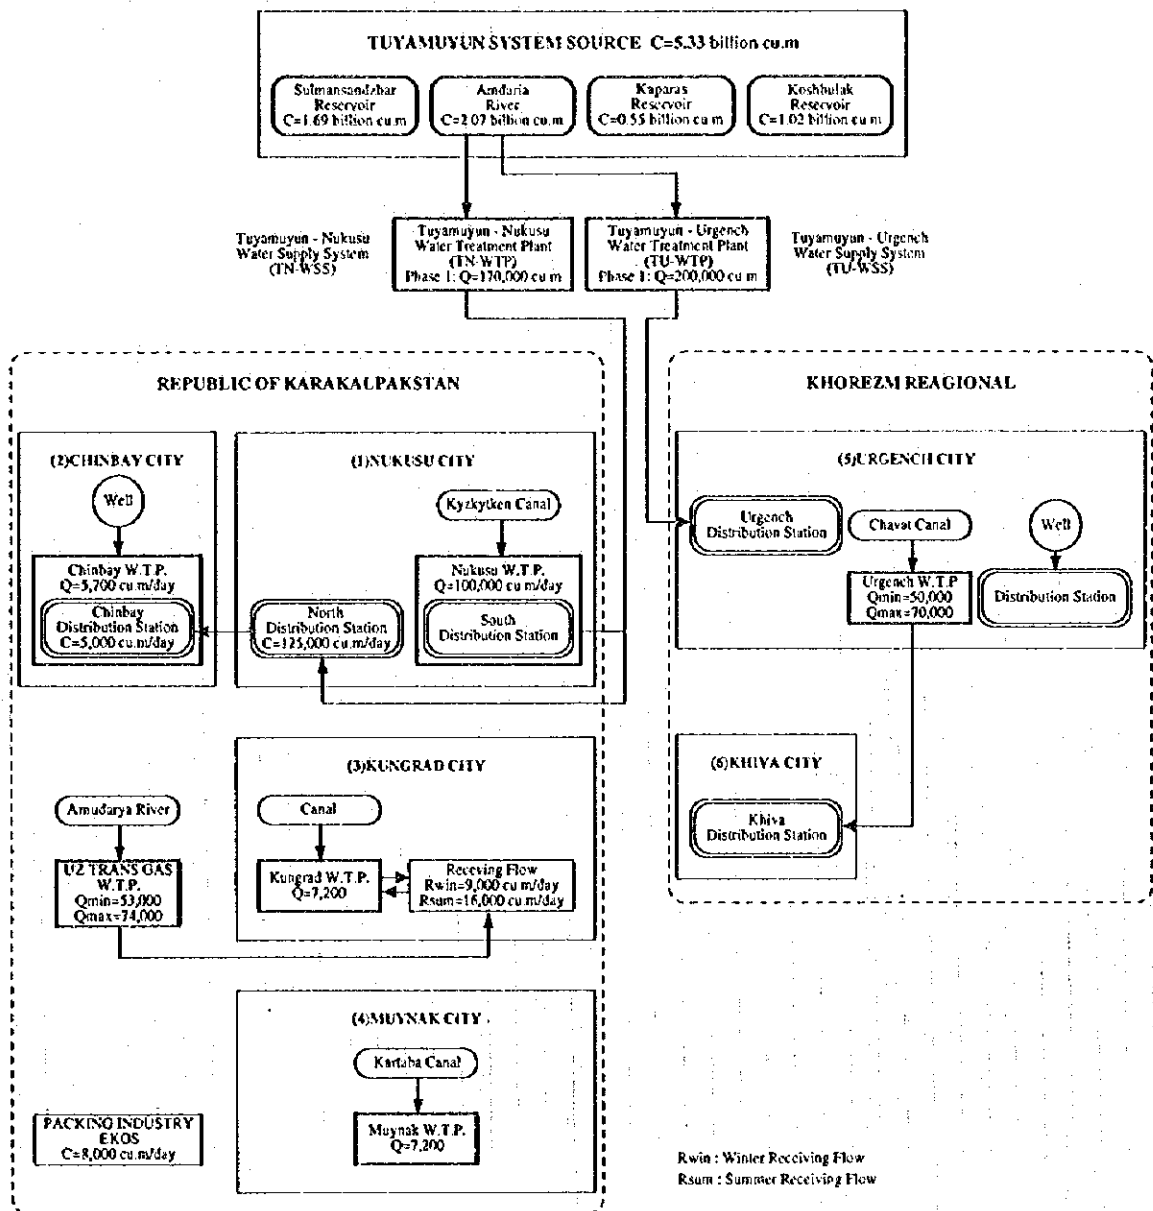 TUYAMUYUN SYSTEM SOURCE C=5.33 billion cu.m
Sulmansandzhar
Reservoir
C=1.69 billion cu.m
Amdaria
River
C=2.07 billion cu.m
Kaparas
Reservoir
C=0.55 billion cu.m
Koshbulak
Reservoir
C=1.02 billion cu.m
Tuyamuyun - Nukusu
Water Supply System
(TN-WSS)
Tuyamuyun - Nukusu
Water Treatment Plant
(TN-WTP)
Phase 1: Q=170,000 cu m
Tuyamuyun - Urgench
Water Treatment Plant
(TU-WTP)
Phase 1: Q=200,000 cu m
Tuyamuyun - Urgench
Water Supply System
(TU-WSS)
REPUBLIC OF KARAKALPAKSTAN
(2)CHINBAY CITY
Well
Chinbay W.T.P.
Q=5,700 cu.m/day
Chinbay
Distribution Station
C=5,000 cu.m/day
(1)NUKUSU CITY
Kyzkytken Canal
Nukusu W.T.P.
Q=100,000 cu.m/day
North
Distribution Station
C=125,000 cu.m/day
South
Distribution Station
(3)KUNGRAD CITY
Amudarya River
UZ TRANS GAS
W.T.P.
Qmin=53,000
Qmax=74,000
Canal
Kungrad W.T.P.
Q=7,200
Receving Flow
Rwin=9,000 cu m/day
Rsum=16,000 cu.m/day
(4)MUYNAK CITY
Kartaba Canal
Muynak W.T.P.
Q=7,200
PACKING INDUSTRY
EKOS
C=8,000 cu.m/day
KHOREZM REAGIONAL
(5)URGENCH CITY
Urgench
Distribution Station
Chavat Canal
Urgench W.T.P
Qmin=50,000
Qmax=70,000
Well
Distribution Station
(6)KHIVA CITY
Khiva
Distribution Station
Rwin : Winter Receiving Flow
Rsum : Summer Receiving Flow